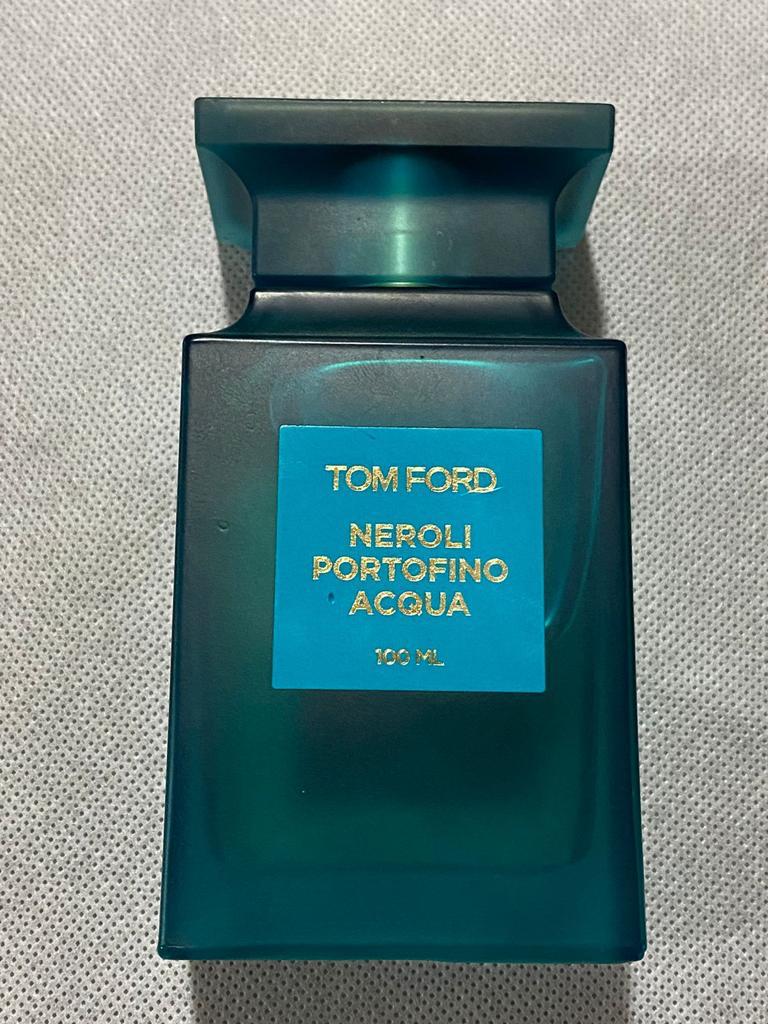 TOM FORD
NEROLI
PORTOFINO
ACQUA
100 ML